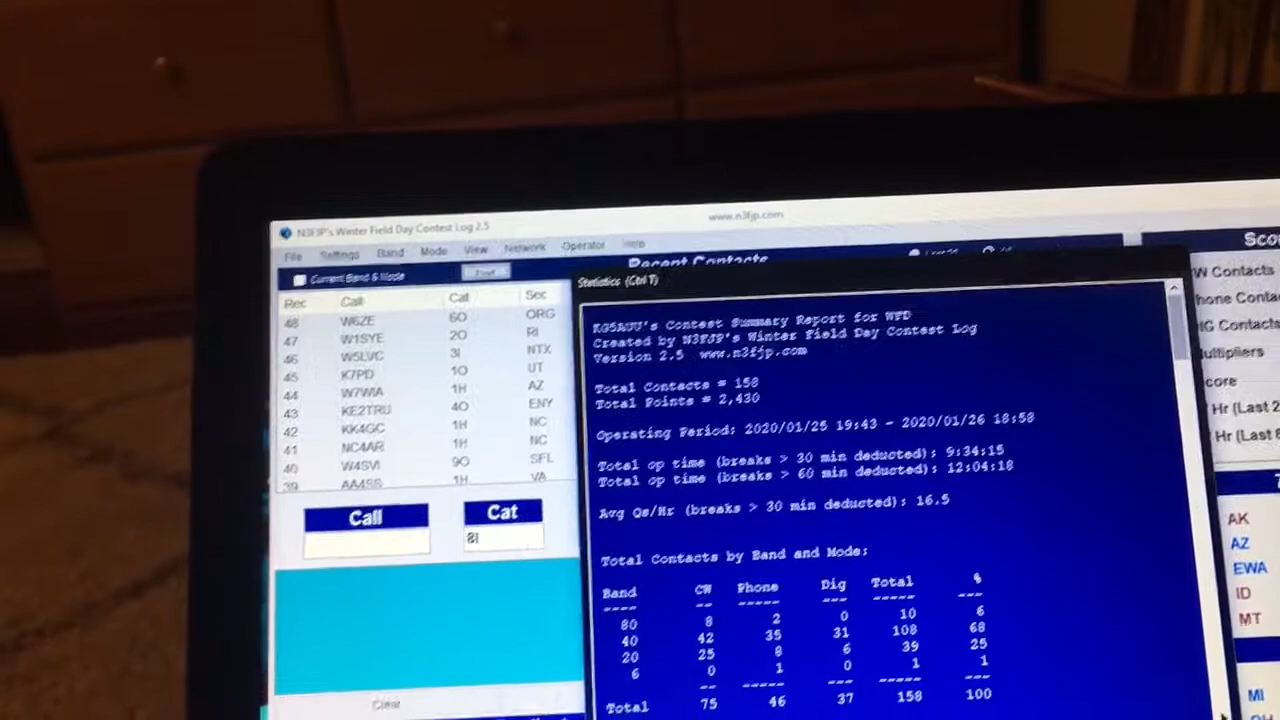 N3FJP's Winter Field Day Contest Log 2.5
www.n3fjp.com
File Settings Band Mode View Network Operator Help
Recent Contacts
Current Band & Mode
Rec Call Cat Sec
48 W6ZE 6O ORG
47 W1SYE 2O RI
46 W5LVC 3I NTX
45 K7PD 1O UT
44 W7WIA 1H AZ
43 KE2TRU 4O ENY
42 KK4GC 1H NC
41 NC4AR 1H NC
40 W4SVI 9O SFL
39 AA4SS 1H VA
Call Cat
8I
Clear
Statistics (Ctrl T)
KG5AUU's Contest Summary Report for WFD
Created by N3FJP's Winter Field Day Contest Log
Version 2.5 www.n3fjp.com
Total Contacts = 158
Total Points = 2,430
Operating Period: 2020/01/25 19:43 - 2020/01/26 18:58
Total op time (breaks > 30 min deducted): 9:34:15
Total op time (breaks > 60 min deducted): 12:04:18
Avg Qs/Hr (breaks > 30 min deducted): 16.5
Total Contacts by Band and Mode:
Band CW Phone Dig Total %
---- -- ----- --- ----- ---
80 8 2 0 10 6
40 42 35 31 108 68
20 25 8 6 39 25
6 0 1 0 1 1
-- ----- --- ----- ---
Total 75 46 37 158 100
Sco
W Contacts
hone Conta
IG Contact
ultipliers
core
Hr (Last 2
Hr (Last 6
AK
AZ
EWA
ID
MT
MI